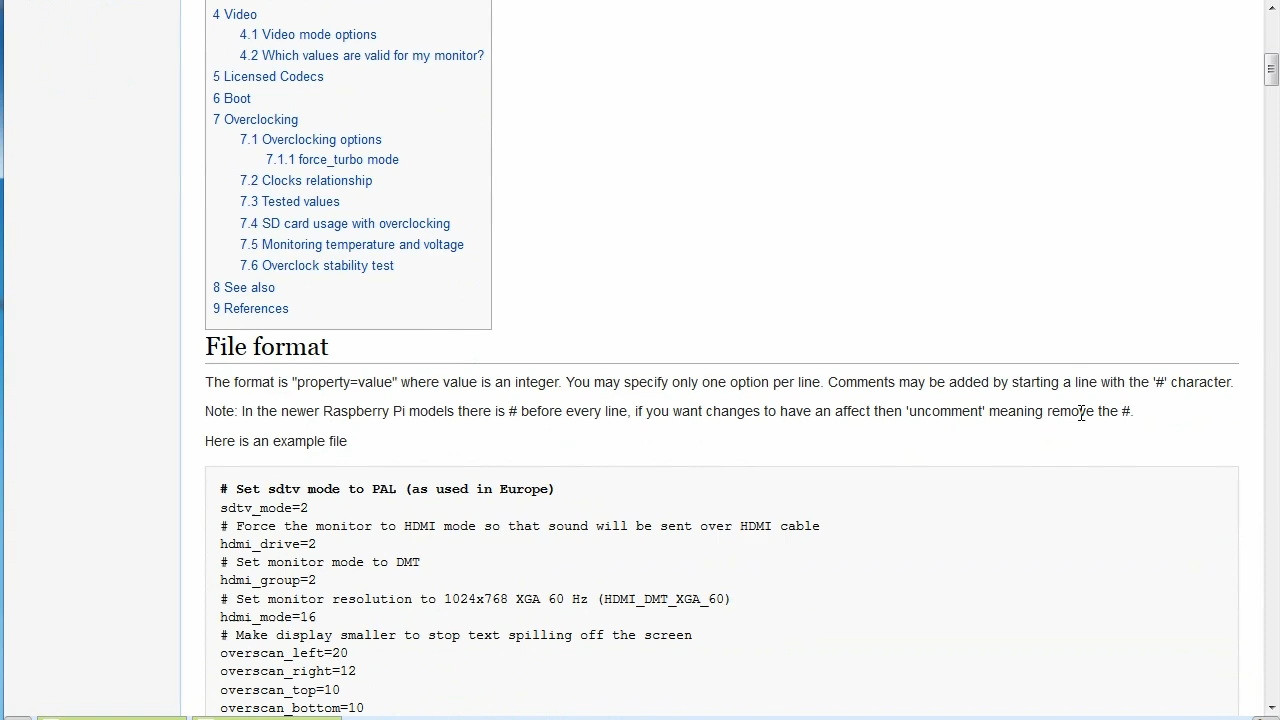 4 Video
4.1 Video mode options
4.2 Which values are valid for my monitor?
5 Licensed Codecs
6 Boot
7 Overclocking
7.1 Overclocking options
7.1.1 force_turbo mode
7.2 Clocks relationship
7.3 Tested values
7.4 SD card usage with overclocking
7.5 Monitoring temperature and voltage
7.6 Overclock stability test
8 See also
9 References
File format
The format is "property=value" where value is an integer. You may specify only one option per line. Comments may be added by starting a line with the '#' character.
Note: In the newer Raspberry Pi models there is # before every line, if you want changes to have an affect then 'uncomment' meaning remove the #.
Here is an example file
# Set sdtv mode to PAL (as used in Europe)
sdtv_mode=2
# Force the monitor to HDMI mode so that sound will be sent over HDMI cable
hdmi_drive=2
# Set monitor mode to DMT
hdmi_group=2
# Set monitor resolution to 1024x768 XGA 60 Hz (HDMI_DMT_XGA_60)
hdmi_mode=16
# Make display smaller to stop text spilling off the screen
overscan_left=20
overscan_right=12
overscan_top=10
overscan_bottom=10